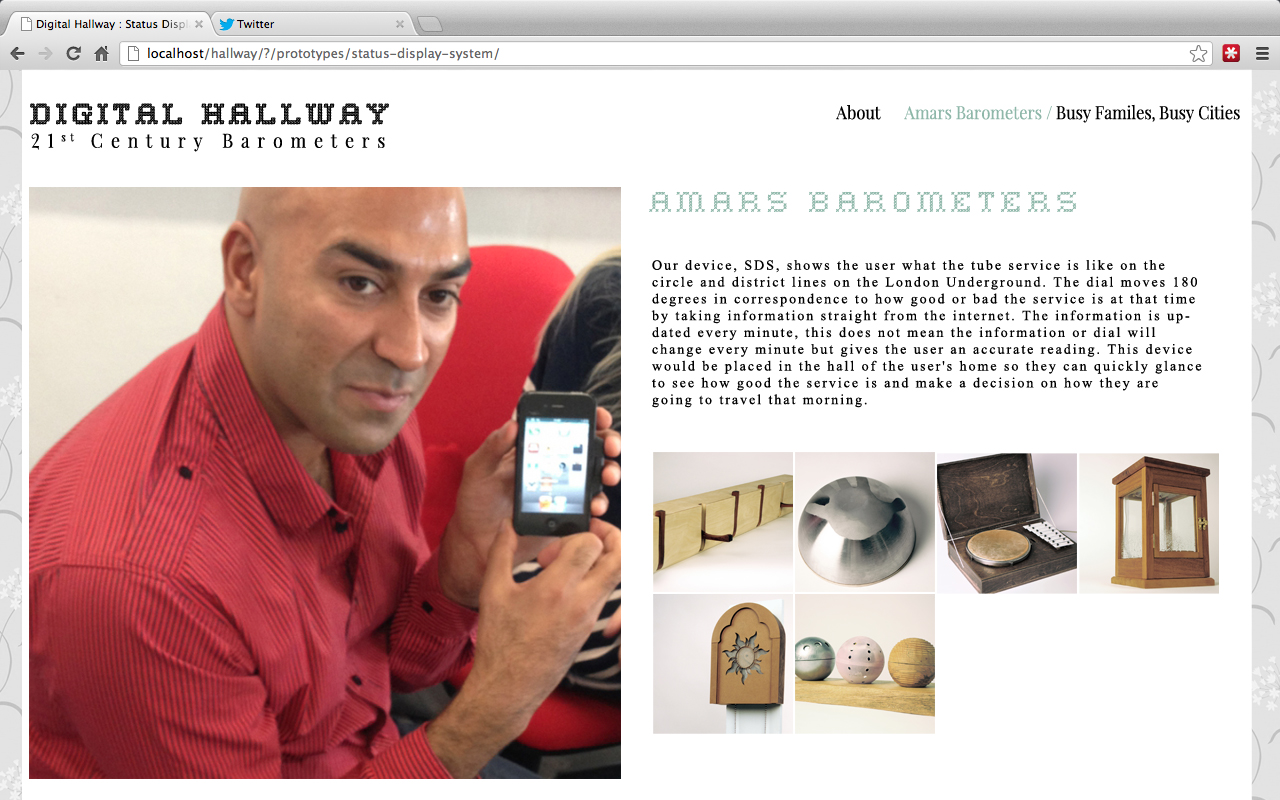 Digital Hallway : Status Displ
Twitter
localhost/hallway/?/prototypes/status-display-system/
DIGITAL HALLWAY
21st Century Barometers
About Amars Barometers / Busy Familes, Busy Cities
AMARS BAROMETERS
Our device, SDS, shows the user what the tube service is like on the
circle and district lines on the London Underground. The dial moves 180
degrees in correspondence to how good or bad the service is at that time
by taking information straight from the internet. The information is up-
dated every minute, this does not mean the information or dial will
change every minute but gives the user an accurate reading. This device
would be placed in the hall of the user's home so they can quickly glance
to see how good the service is and make a decision on how they are
going to travel that morning.